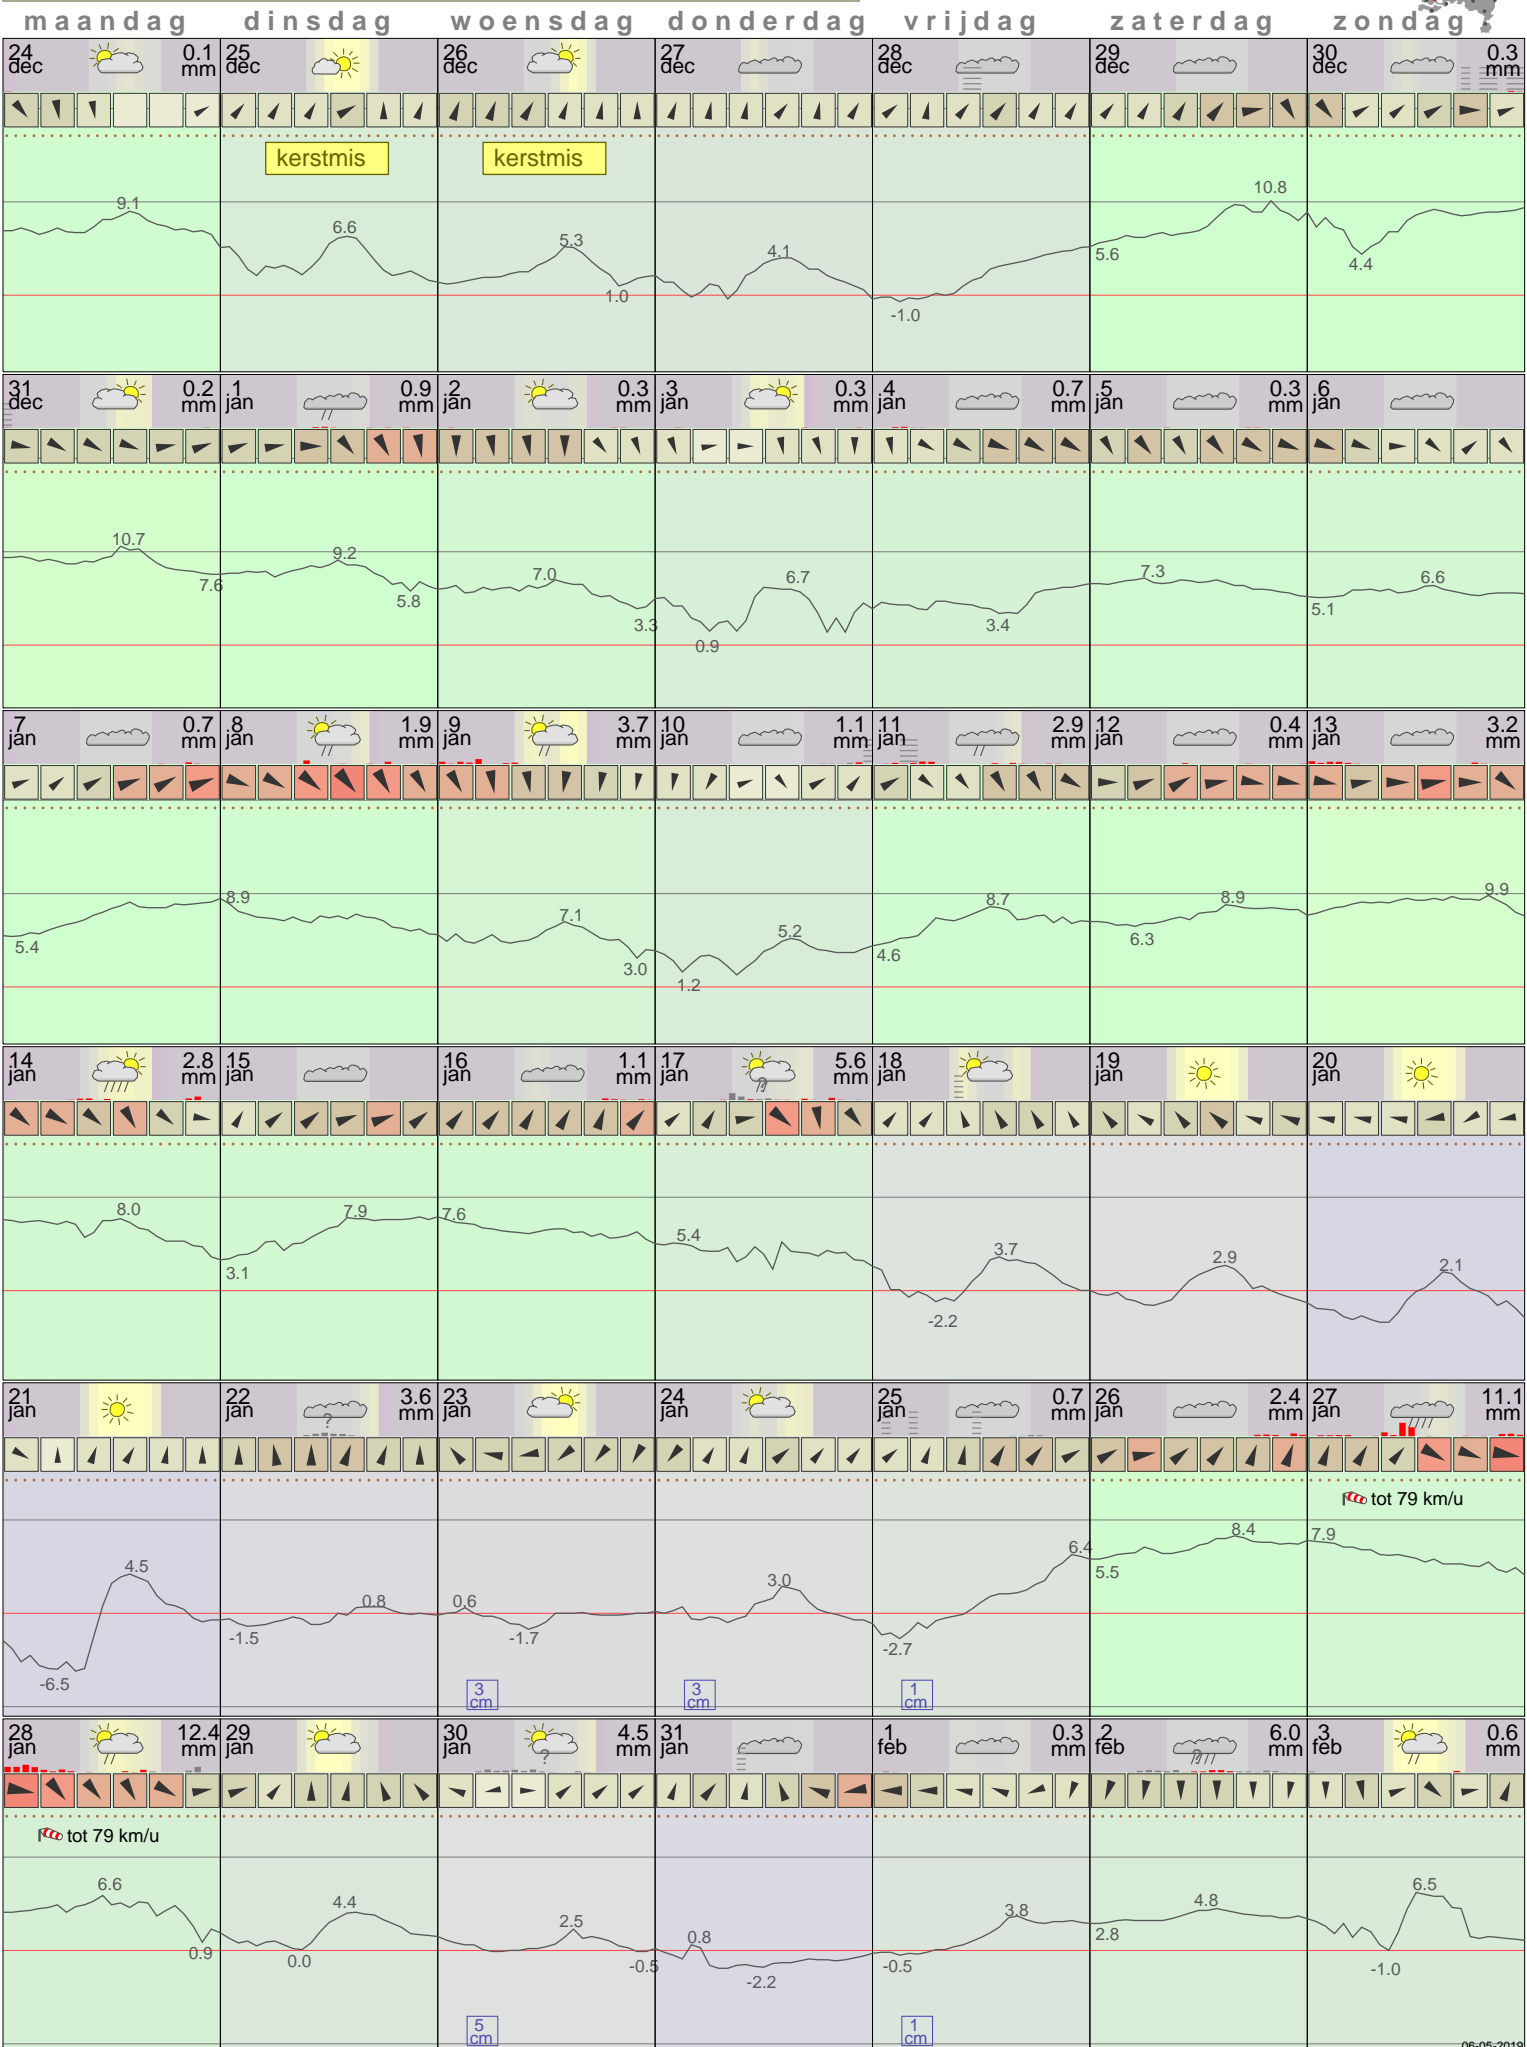 maandag dinsdag woensdag donderdag vrijdag zaterdag zondag
24 dec 0.1 mm 25 dec 26 dec 27 dec 28 dec 29 dec 30 dec 0.3 mm
kerstmis kerstmis
9.1 6.6 5.3 1.0 4.1 -1.0 5.6 10.8 4.4
31 dec 0.2 mm 1 jan 0.9 mm 2 jan 0.3 mm 3 jan 0.3 mm 4 jan 0.7 mm 5 jan 0.3 mm 6 jan
10.7 7.6 9.2 5.8 7.0 3.3 0.9 6.7 3.4 7.3 5.1 6.6
7 jan 0.7 mm 8 jan 1.9 mm 9 jan 3.7 mm 10 jan 1.1 mm 11 jan 2.9 mm 12 jan 0.4 mm 13 jan 3.2 mm
5.4 8.9 7.1 3.0 1.2 5.2 4.6 8.7 6.3 8.9 9.9
14 jan 2.8 mm 15 jan 16 jan 1.1 mm 17 jan ? 5.6 mm 18 jan 19 jan 20 jan
8.0 3.1 7.9 7.6 5.4 -2.2 3.7 2.9 2.1
21 jan 22 jan ? 3.6 mm 23 jan 24 jan 25 jan 0.7 mm 26 jan 2.4 mm 27 jan 11.1 mm
tot 79 km/u
-6.5 4.5 -1.5 0.8 0.6 -1.7 3.0 -2.7 6.4 5.5 8.4 7.9
3 cm 3 cm 1 cm
28 jan 12.4 mm 29 jan 30 jan ? 4.5 mm 31 jan 1 feb 0.3 mm 2 feb ? 6.0 mm 3 feb 0.6 mm
tot 79 km/u
6.6 0.9 0.0 4.4 2.5 -0.5 0.8 -2.2 -0.5 3.8 2.8 4.8 -1.0 6.5
5 cm 1 cm
06-05-2019